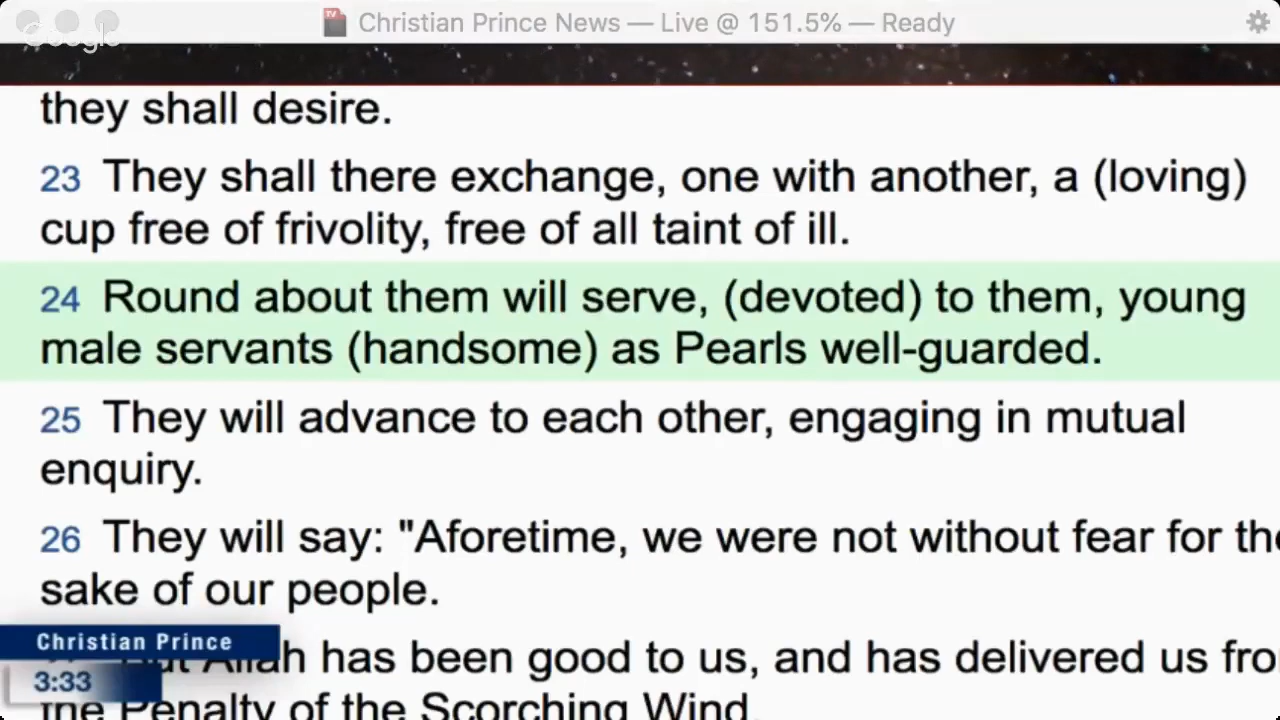 Christian Prince News — Live @ 151.5% — Ready
Google
they shall desire.
23 They shall there exchange, one with another, a (loving)
cup free of frivolity, free of all taint of ill.
24 Round about them will serve, (devoted) to them, young
male servants (handsome) as Pearls well-guarded.
25 They will advance to each other, engaging in mutual
enquiry.
26 They will say: "Aforetime, we were not without fear for the
sake of our people.
Christian Prince
But Allah has been good to us, and has delivered us fro
3:33
the Penalty of the Scorching Wind.